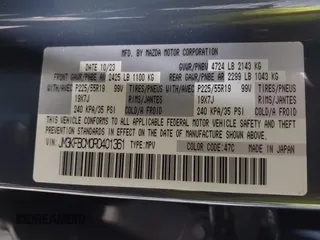 MFD. BY MAZDA MOTOR CORPORATION
DATE 10/23 GVWR/PNBV 4724 LB 2143 KG
FRONT GAWR/PNBE AV 2425 LB 1100 KG REAR GAWR/PNBE AR 2299 LB 1043 KG
WITH/AVEC P225/55R19 99V TIRES/PNEUS WITH/AVEC P225/55R19 99V TIRES/PNEUS
19X7J RIMS/JANTES 19X7J RIMS/JANTES
240 KPA/35 PSI 240 KPA/35 PSI
THIS VEHICLE CONFORMS TO ALL APPLICABLE U.S. FEDERAL MOTOR
VEHICLE SAFETY AND THEFT PREVENTION STANDARDS IN EFFECT ON
THE DATE OF MANUFACTURE SHOWN ABOVE.
VIN: TYPE:MPV COLOR CODE: 47C MADE IN JAPAN